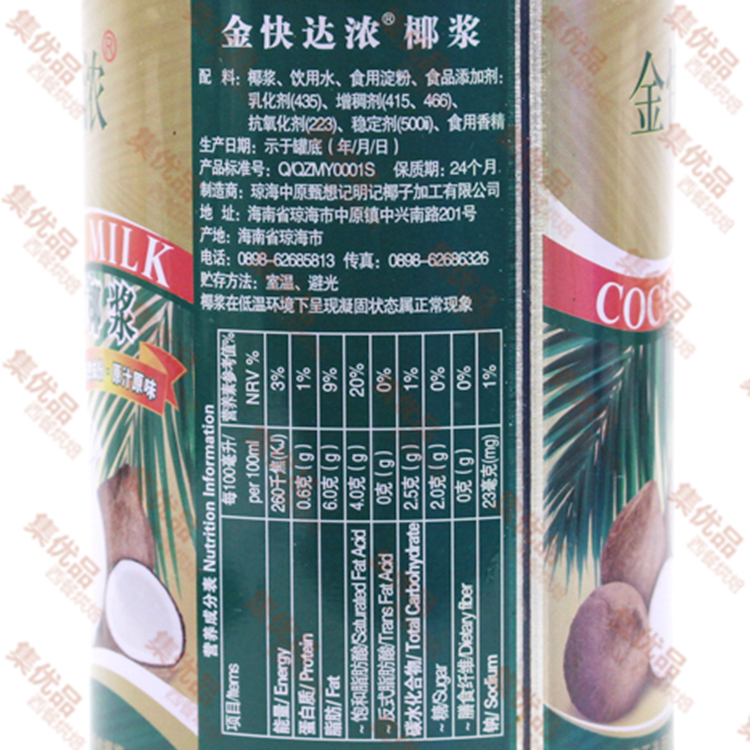 金快达浓® 椰浆
配 料：椰浆、饮用水、食用淀粉、食品添加剂：
乳化剂(435)、增稠剂(415、466)、
抗氧化剂(223)、稳定剂(500i)、食用香精
生产日期：示于罐底（年/月/日）
产品标准号：Q/QZMY0001S 保质期：24个月
制造商：琼海中原甄想记明记椰子加工有限公司
地 址：海南省琼海市中原镇中兴南路201号
产地：海南省琼海市
电话：0898-62685813 传真：0898-62686326
贮存方法：室温、避光
椰浆在低温环境下呈现凝固状态属正常现象
营养成分表 Nutrition Information
项目/Items 每100毫升/ per 100ml 营养素参考值% NRV %
能量/ Energy 260千焦(KJ) 3%
蛋白质/ Protein 0.6克 ( g ) 1%
脂肪/ Fat 6.0克 ( g ) 9%
~ 饱和脂肪酸/Saturated Fat Acid 4.0克 ( g ) 20%
~ 反式脂肪酸/Trans Fat Acid 0克 ( g ) 0%
碳水化合物/ Total Carbohydrate 2.5克 ( g ) 1%
~ 糖/Sugar 2.0克 ( g ) 0%
~ 膳食纤维/Dietary fiber 0克 ( g ) 0%
钠/ Sodium 23毫克(mg) 1%
浓®
MILK
浆
原汁原味
金
COC
集优品
西餐烘焙